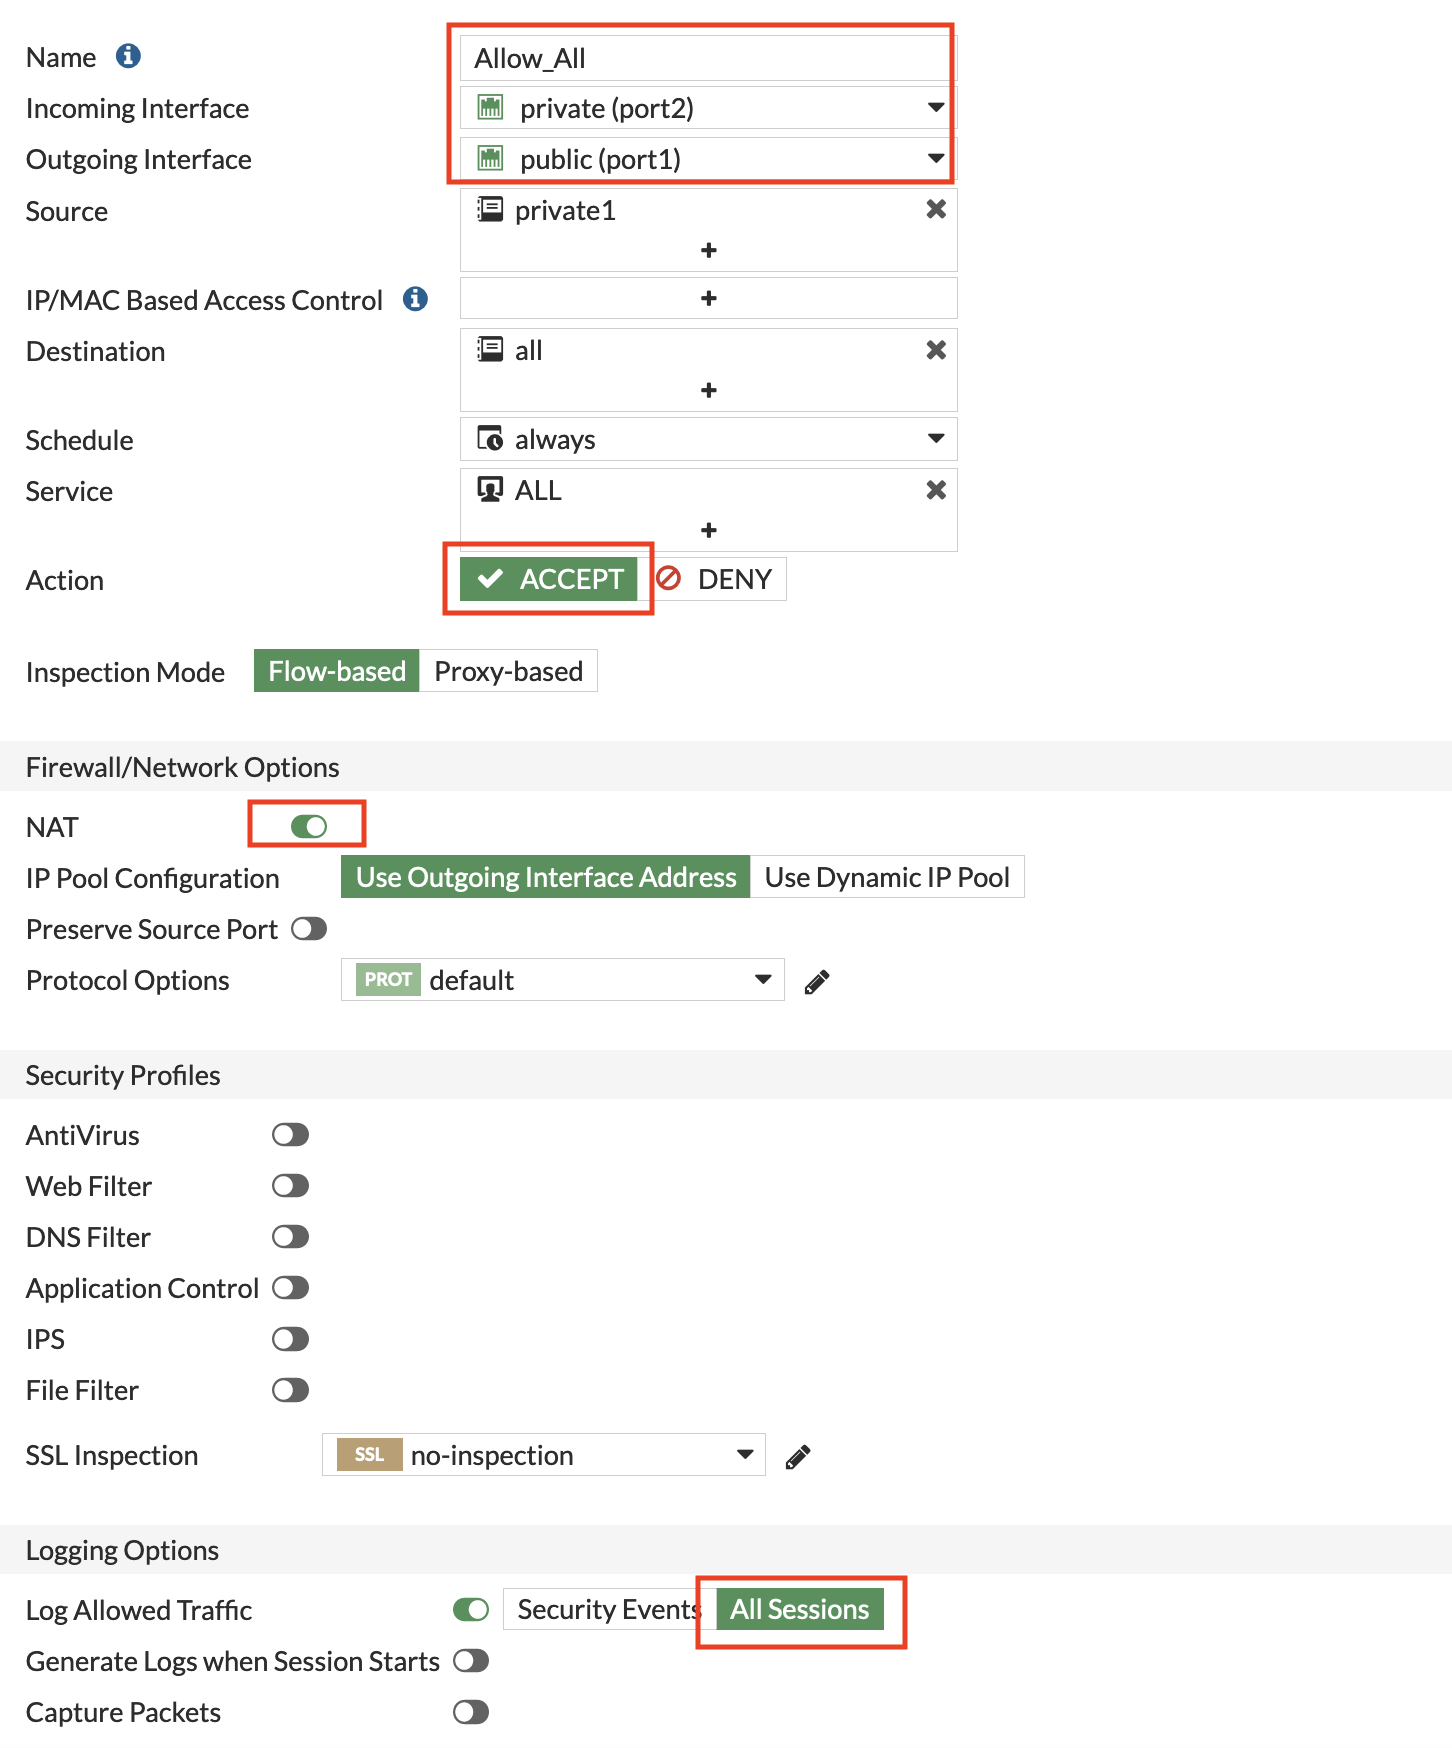 Name Allow_All
Incoming Interface private (port2)
Outgoing Interface public (port1)
Source private1
+
IP/MAC Based Access Control +
Destination all
+
Schedule always
Service ALL
+
Action ACCEPT DENY
Inspection Mode Flow-based Proxy-based
Firewall/Network Options
NAT
IP Pool Configuration Use Outgoing Interface Address Use Dynamic IP Pool
Preserve Source Port
Protocol Options PROT default
Security Profiles
AntiVirus
Web Filter
DNS Filter
Application Control
IPS
File Filter
SSL Inspection SSL no-inspection
Logging Options
Log Allowed Traffic Security Events All Sessions
Generate Logs when Session Starts
Capture Packets